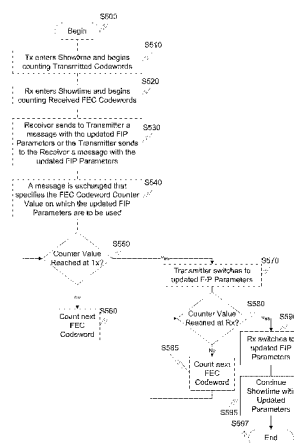 S500
Begin
S510
Tx enters Showtime and begins
counting Transmitted Codewords
S520
Rx enters Showtime and begins
counting Received FEC Codewords
S530
Receiver sends to Transmitter a
message with the updated FIP
Parameters or the Transmitter sends
to the Receiver a message with the
updated FIP Parameters
S540
A message is exchanged that
specifies the FEC Codeword Counter
Value on which the updated FIP
Parameters are to be used
S550
Counter Value
Reached at Tx?
Yes
S570
Transmitter switches to
updated FIP Parameters
No
S560
Count next
FEC
Codeword
S580
Counter Value
Reached at Rx?
Yes
S590
Rx switches to
updated FIP
Parameters
No
S585
Count next
FEC
Codeword
Continue
Showtime with
Updated
Parameters
S595
S597
End